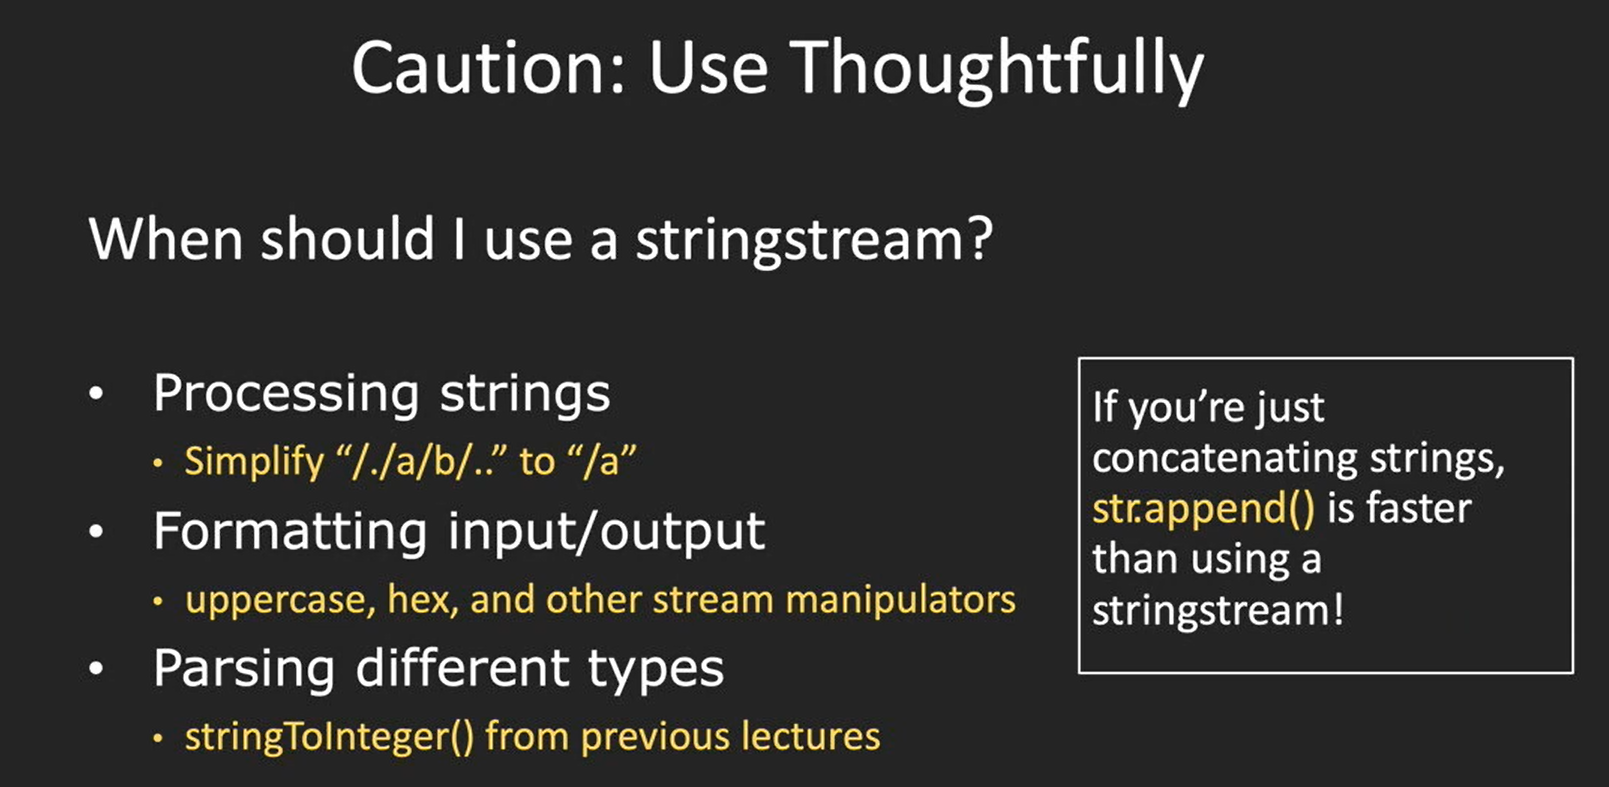 Caution: Use Thoughtfully
When should I use a stringstream?
• Processing strings
• Simplify “/./a/b/..” to “/a”
• Formatting input/output
• uppercase, hex, and other stream manipulators
• Parsing different types
• stringToInteger() from previous lectures
If you’re just
concatenating strings,
str.append() is faster
than using a
stringstream!